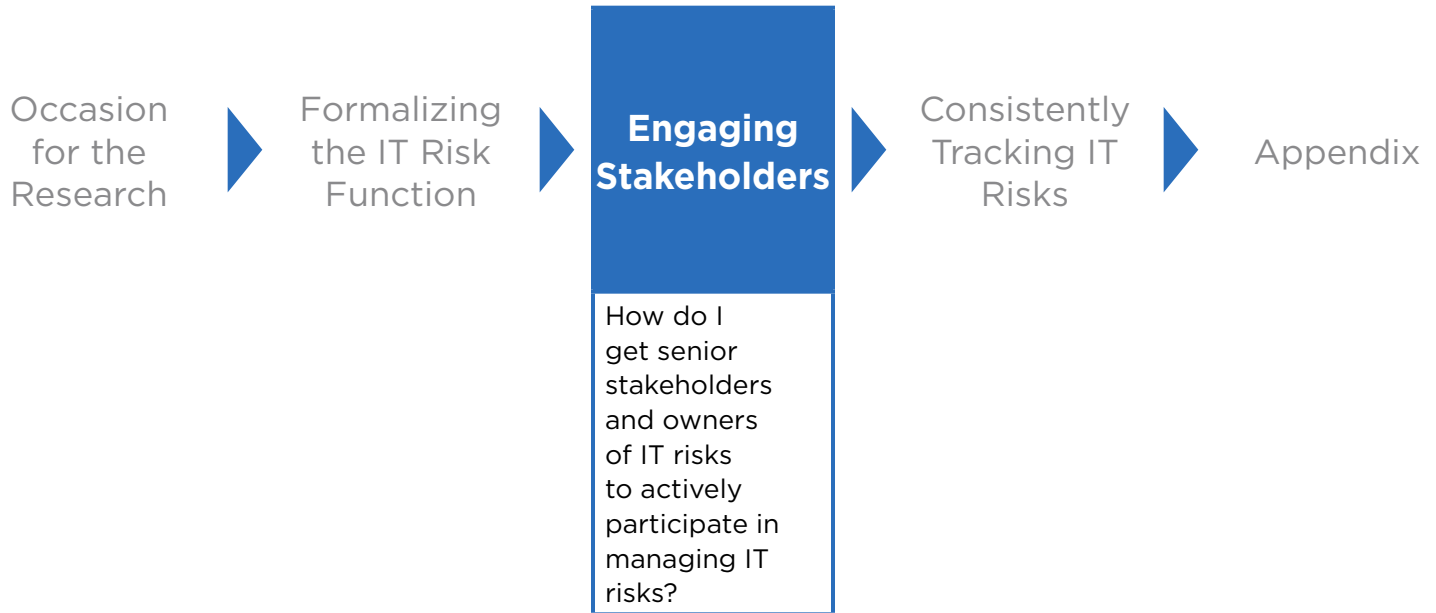 Occasion
for the
Research
Formalizing
the IT Risk
Function
Engaging
Stakeholders
How do I
get senior
stakeholders
and owners
of IT risks
to actively
participate in
managing IT
risks?
Consistently
Tracking IT
Risks
Appendix